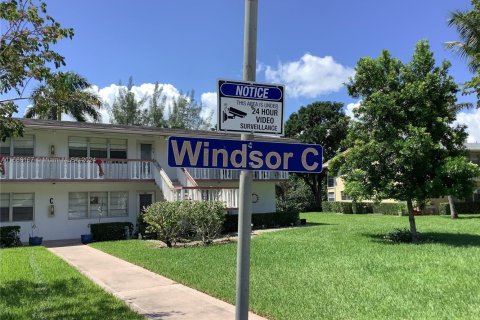 NOTICE
THIS AREA IS UNDER
24 HOUR
VIDEO
SURVEILLANCE
Windsor C
C